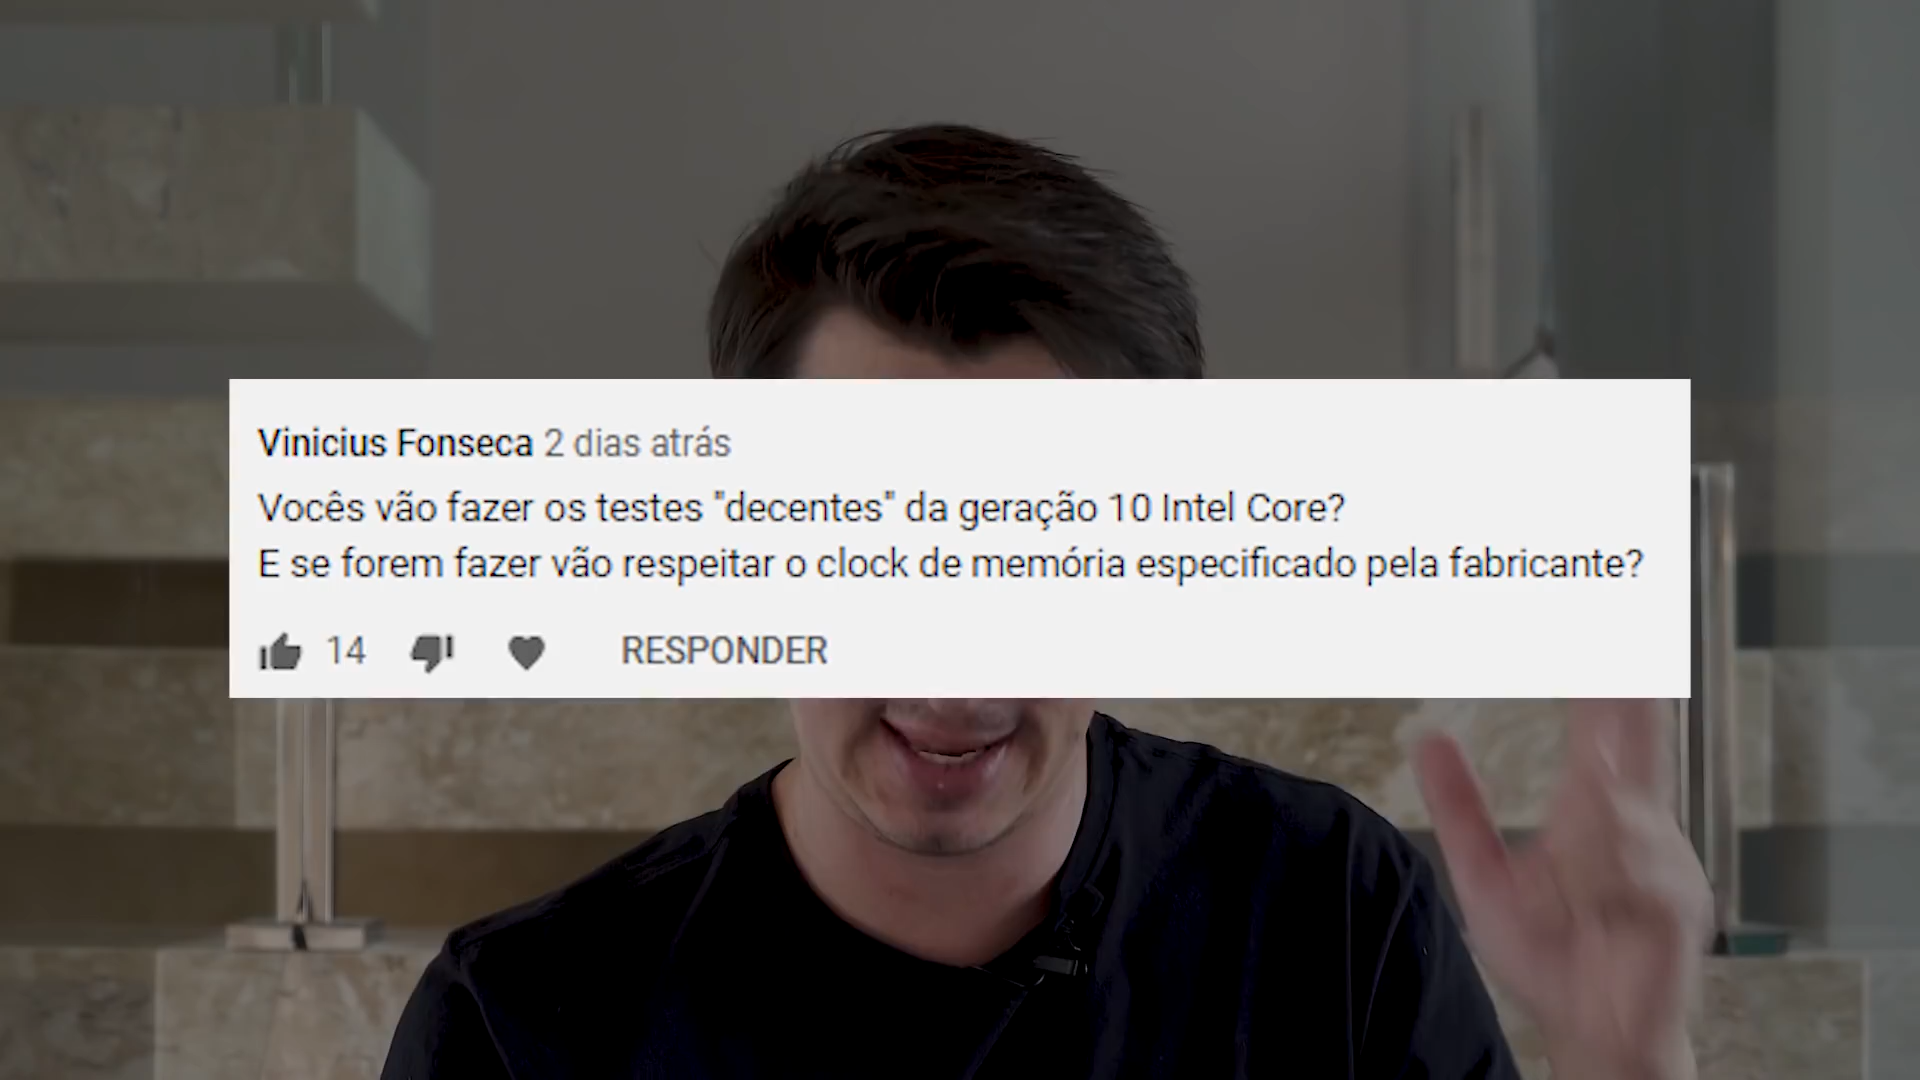 Vinicius Fonseca 2 dias atrás
Vocês vão fazer os testes "decentes" da geração 10 Intel Core?
E se forem fazer vão respeitar o clock de memória especificado pela fabricante?
14 RESPONDER